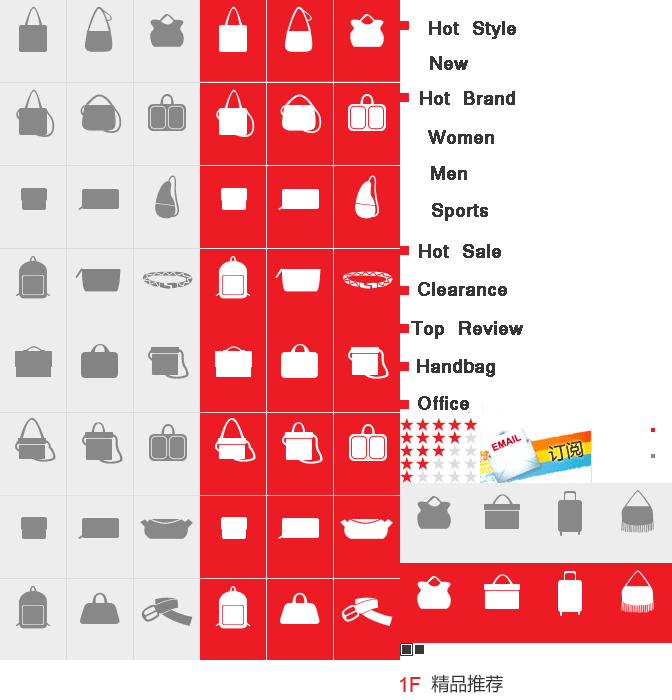 Hot Style
New
Hot Brand
Women
Men
Sports
Hot Sale
Clearance
Top Review
Handbag
Office
EMAIL
订阅
1F 精品推荐